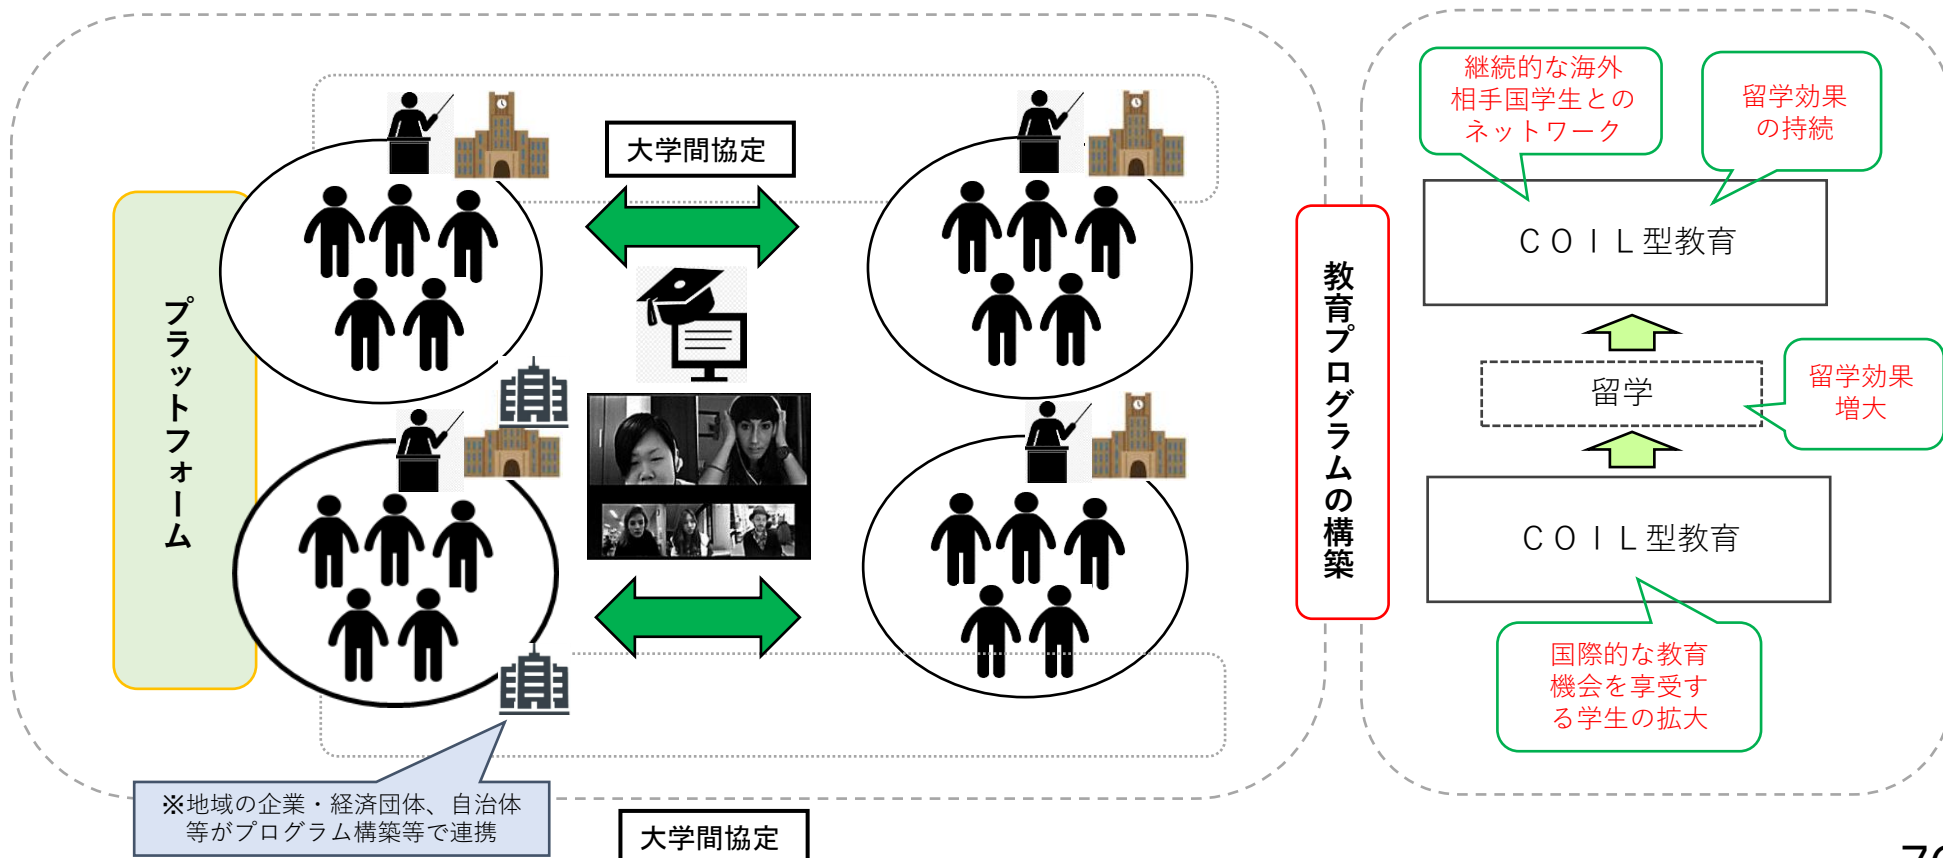 大学間協定
プラットフォーム
※地域の企業・経済団体、自治体
等がプログラム構築等で連携
大学間協定
教育プログラムの構築
継続的な海外
相手国学生との
ネットワーク
留学効果
の持続
ＣＯＩＬ型教育
留学
留学効果
増大
ＣＯＩＬ型教育
国際的な教育
機会を享受す
る学生の拡大